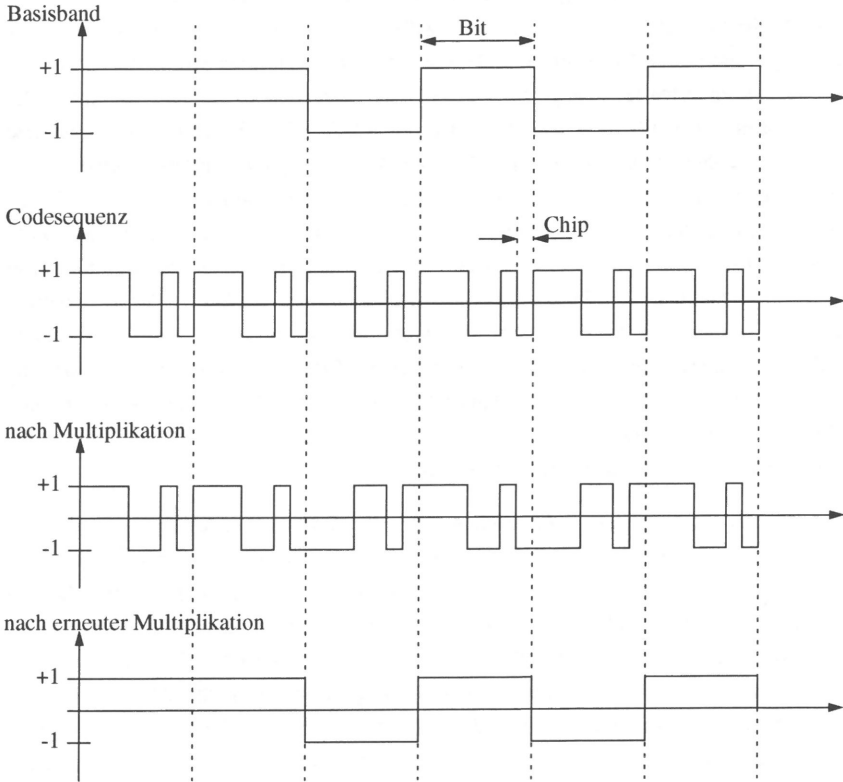 Basisband
Bit
+1
-1
Codesequenz
Chip
+1
-1
nach Multiplikation
+1
-1
nach erneuter Multiplikation
+1
-1